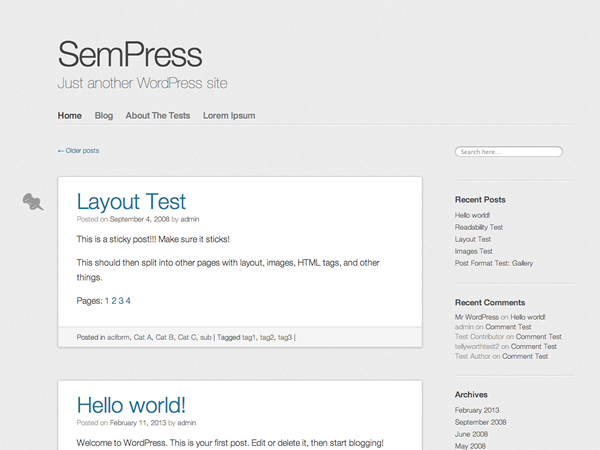 SemPress
Just another WordPress site
Home Blog About The Tests Lorem Ipsum
← Older posts
Search here...
Layout Test
Posted on September 4, 2008 by admin
This is a sticky post!!! Make sure it sticks!
This should then split into other pages with layout, images, HTML tags, and other
things.
Pages: 1 2 3 4
Posted in aciform, Cat A, Cat B, Cat C, sub | Tagged tag1, tag2, tag3 |
Hello world!
Posted on February 11, 2013 by admin
Welcome to WordPress. This is your first post. Edit or delete it, then start blogging!
Recent Posts
Hello world!
Readability Test
Layout Test
Images Test
Post Format Test: Gallery
Recent Comments
Mr WordPress on Hello world!
admin on Comment Test
Test Contributor on Comment Test
tellyworthtest2 on Comment Test
Test Author on Comment Test
Archives
February 2013
September 2008
June 2008
May 2008